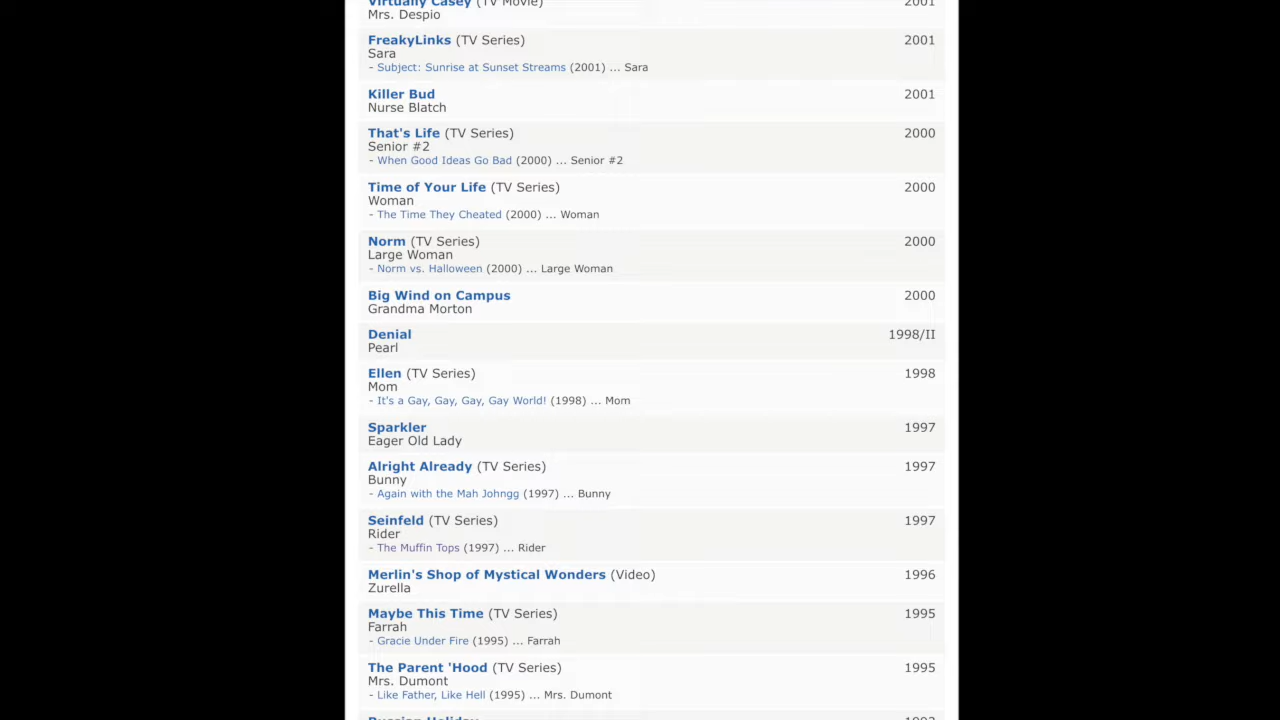 Virtually Casey (TV Movie) 2001
Mrs. Despio
FreakyLinks (TV Series) 2001
Sara
- Subject: Sunrise at Sunset Streams (2001) ... Sara
Killer Bud 2001
Nurse Blatch
That's Life (TV Series) 2000
Senior #2
- When Good Ideas Go Bad (2000) ... Senior #2
Time of Your Life (TV Series) 2000
Woman
- The Time They Cheated (2000) ... Woman
Norm (TV Series) 2000
Large Woman
- Norm vs. Halloween (2000) ... Large Woman
Big Wind on Campus 2000
Grandma Morton
Denial 1998/II
Pearl
Ellen (TV Series) 1998
Mom
- It's a Gay, Gay, Gay, Gay World! (1998) ... Mom
Sparkler 1997
Eager Old Lady
Alright Already (TV Series) 1997
Bunny
- Again with the Mah Johngg (1997) ... Bunny
Seinfeld (TV Series) 1997
Rider
- The Muffin Tops (1997) ... Rider
Merlin's Shop of Mystical Wonders (Video) 1996
Zurella
Maybe This Time (TV Series) 1995
Farrah
- Gracie Under Fire (1995) ... Farrah
The Parent 'Hood (TV Series) 1995
Mrs. Dumont
- Like Father, Like Hell (1995) ... Mrs. Dumont
Russian Holiday